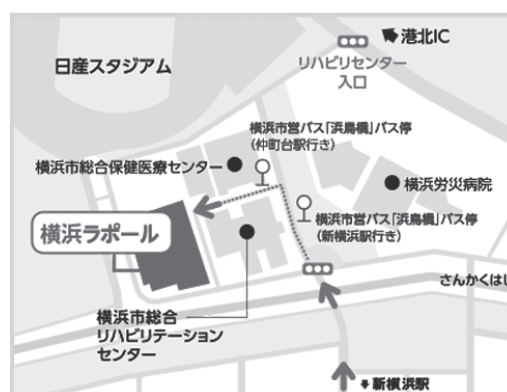 港北IC
日産スタジアム
リハビリセンター
入口
横浜市営バス「浜鳥橋」バス停
(仲町台駅行き)
横浜市総合保健医療センター
横浜労災病院
横浜市営バス「浜鳥橋」バス停
(新横浜駅行き)
横浜ラポール
さんかくはし
横浜市総合
リハビリテーション
センター
新横浜駅